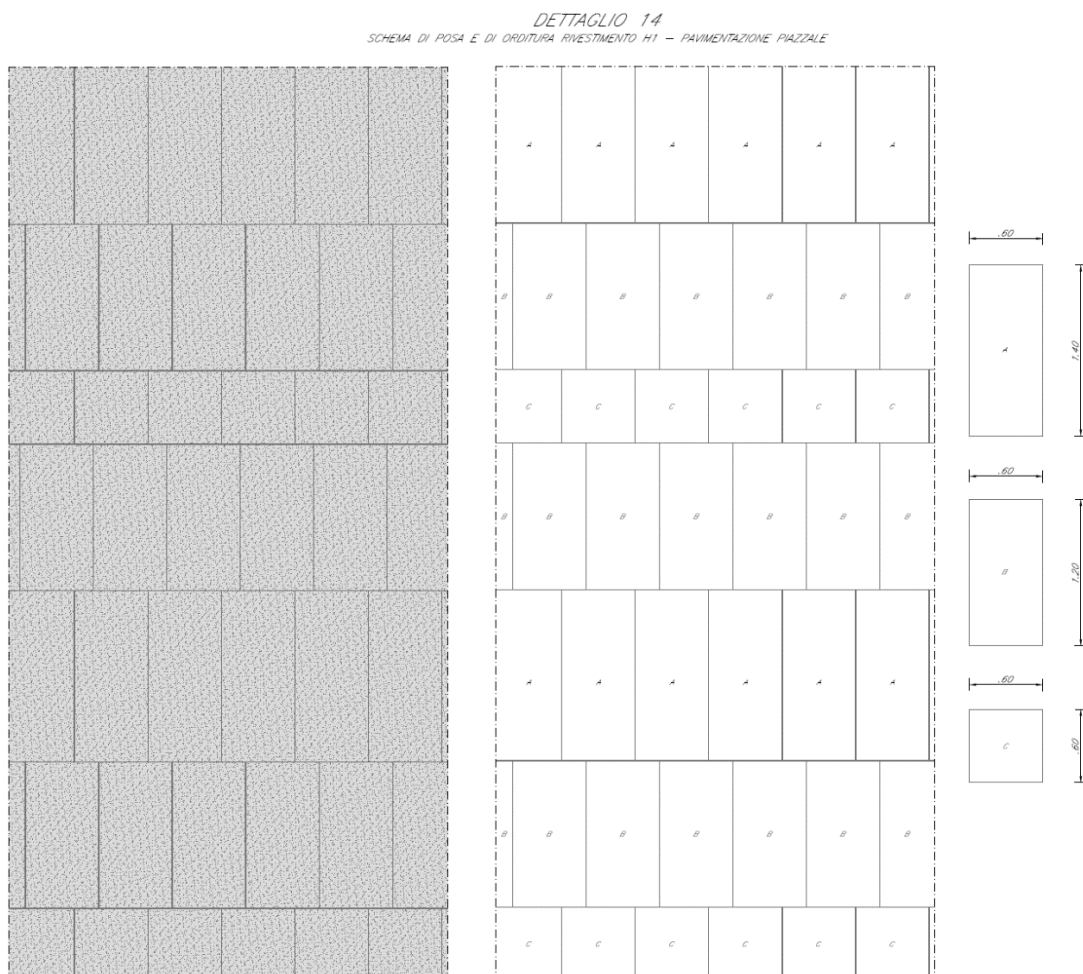 DETTAGLIO 14
SCHEMA DI POSA E DI ORDITURA RIVESTIMENTO H1 – PAVIMENTAZIONE PIAZZALE
A A A A A A
B B B B B B B
C C C C C C
B B B B B B B
A A A A A A
B B B B B B B
C C C C C C
.60
A
1.40
.60
B
1.20
.60
C
.60